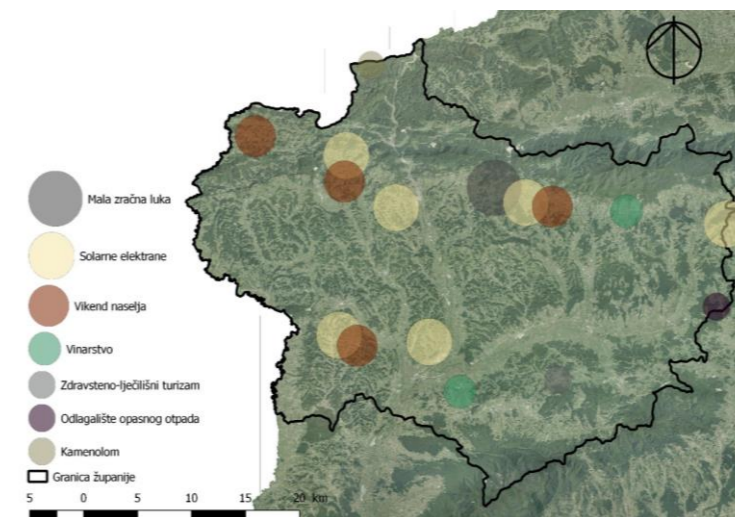 Mala zračna luka
Solarne elektrane
Vikend naselja
Vinarstvo
Zdravsteno-lječilišni turizam
Odlagalište opasnog otpada
Kamenolom
Granica županije
5 0 5 10 15 20 km